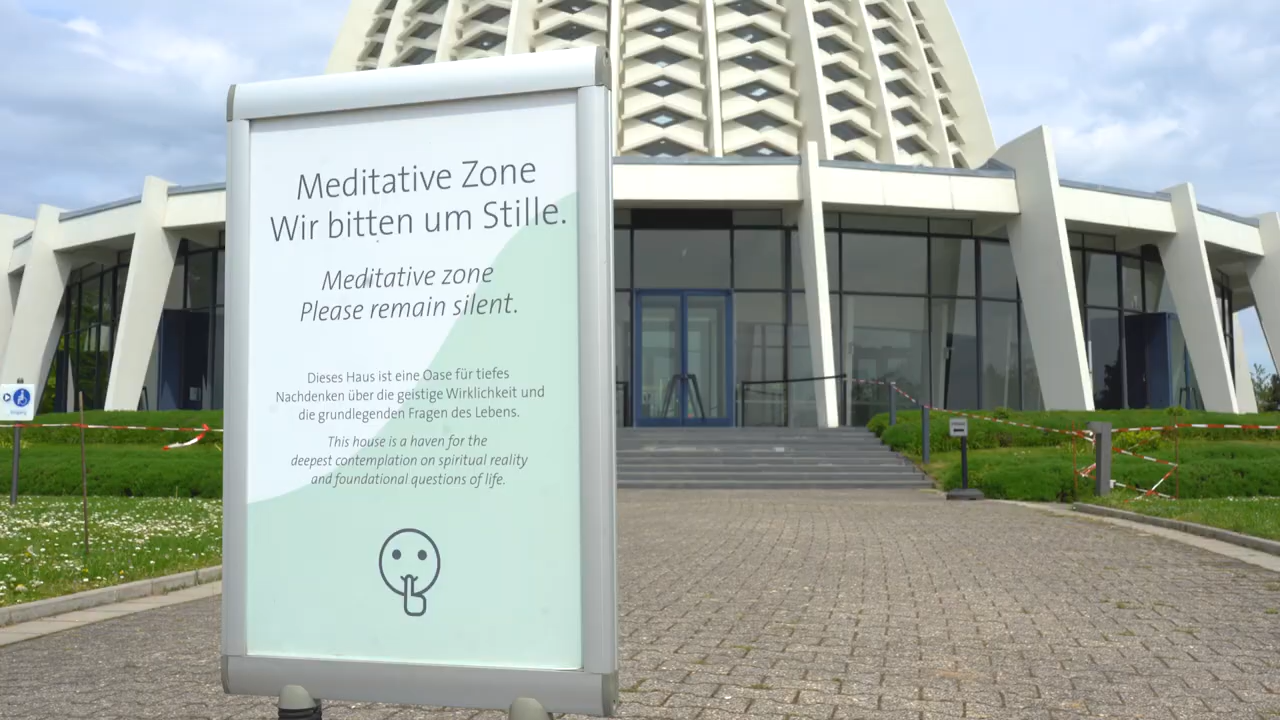 Meditative Zone
Wir bitten um Stille.
Meditative zone
Please remain silent.
Dieses Haus ist eine Oase für tiefes
Nachdenken über die geistige Wirklichkeit und
die grundlegenden Fragen des Lebens.
This house is a haven for the
deepest contemplation on spiritual reality
and foundational questions of life.